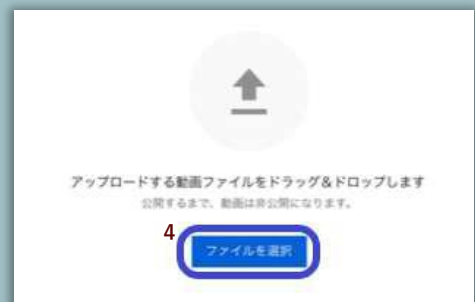 アップロードする動画ファイルをドラッグ&ドロップします
公開するまで、動画は非公開になります。
4
ファイルを選択